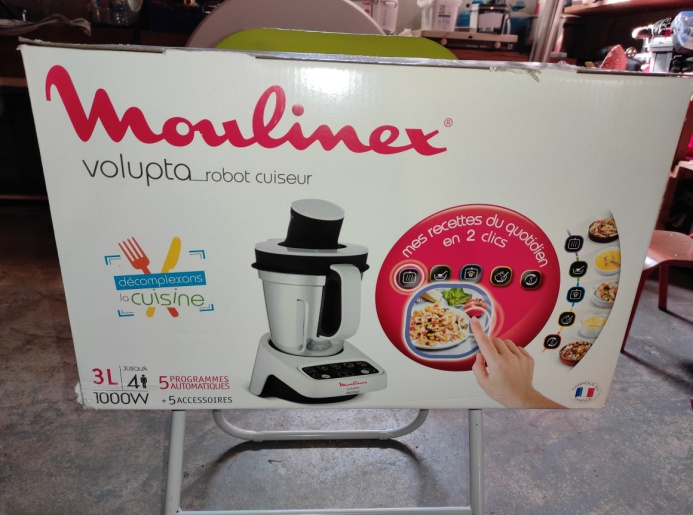 Moulinex®
volupta_robot cuiseur
mes recettes du quotidien
en 2 clics
décomplexons
la cuisine
3L
JUSQU'À
4
5 PROGRAMMES
AUTOMATIQUES
1000W
+ 5 ACCESSOIRES
Moulinex